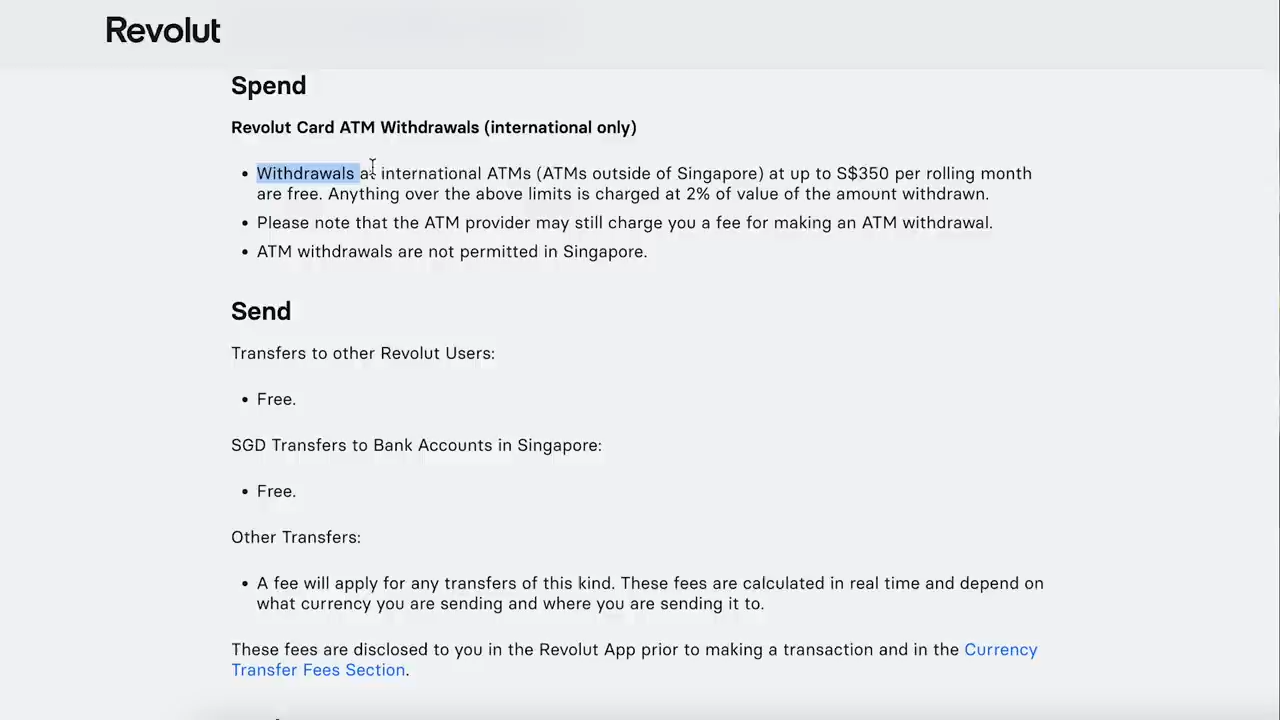 Revolut
Spend
Revolut Card ATM Withdrawals (international only)
• Withdrawals at international ATMs (ATMs outside of Singapore) at up to S$350 per rolling month
are free. Anything over the above limits is charged at 2% of value of the amount withdrawn.
• Please note that the ATM provider may still charge you a fee for making an ATM withdrawal.
• ATM withdrawals are not permitted in Singapore.
Send
Transfers to other Revolut Users:
• Free.
SGD Transfers to Bank Accounts in Singapore:
• Free.
Other Transfers:
• A fee will apply for any transfers of this kind. These fees are calculated in real time and depend on
what currency you are sending and where you are sending it to.
These fees are disclosed to you in the Revolut App prior to making a transaction and in the Currency
Transfer Fees Section.